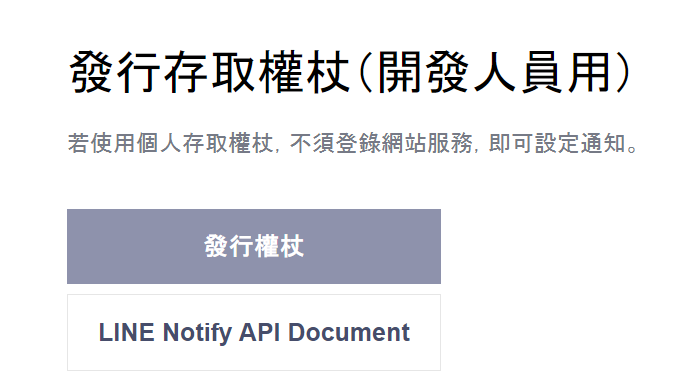 發行存取權杖(開發人員用)
若使用個人存取權杖, 不須登錄網站服務, 即可設定通知。
發行權杖
LINE Notify API Document